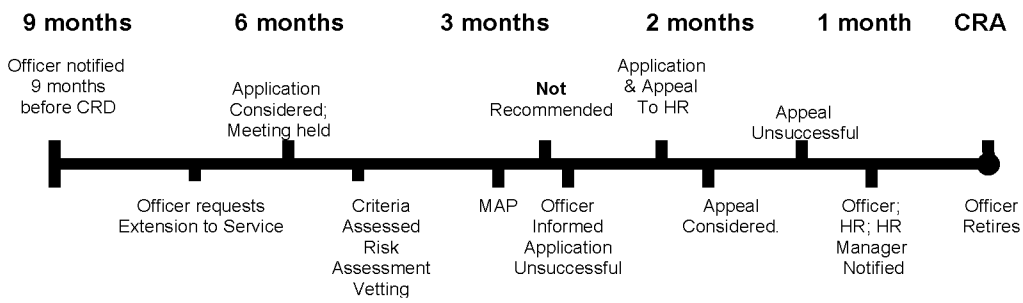 9 months 6 months 3 months 2 months 1 month CRA
Officer notified
9 months
before CRD
Application
Considered;
Meeting held
Not
Recommended
Application
& Appeal
To HR
Appeal
Unsuccessful
Officer requests
Extension to Service
Criteria
Assessed
Risk
Assessment
Vetting
MAP
Officer
Informed
Application
Unsuccessful
Appeal
Considered.
Officer;
HR; HR
Manager
Notified
Officer
Retires